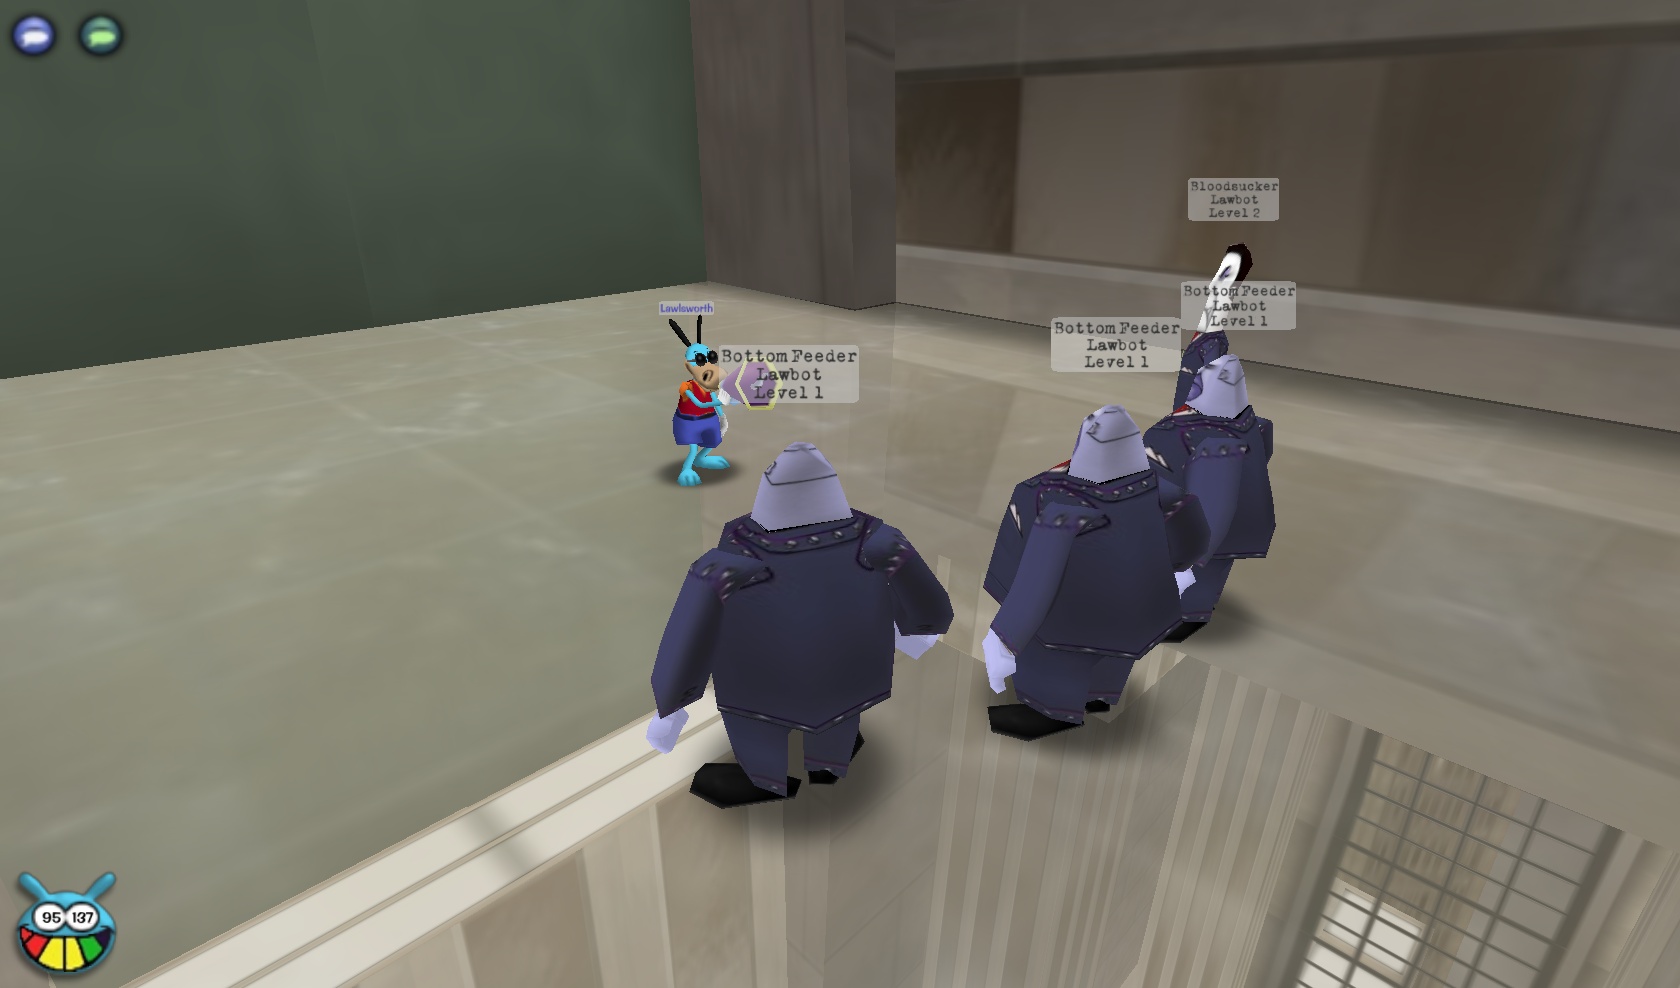 Bloodsucker
Lawbot
Level 2
Bottom Feeder
Lawbot
Level 1
Lawlsworth
Bottom Feeder
Lawbot
Level 1
Bottom Feeder
Lawbot
Level 1
95 137